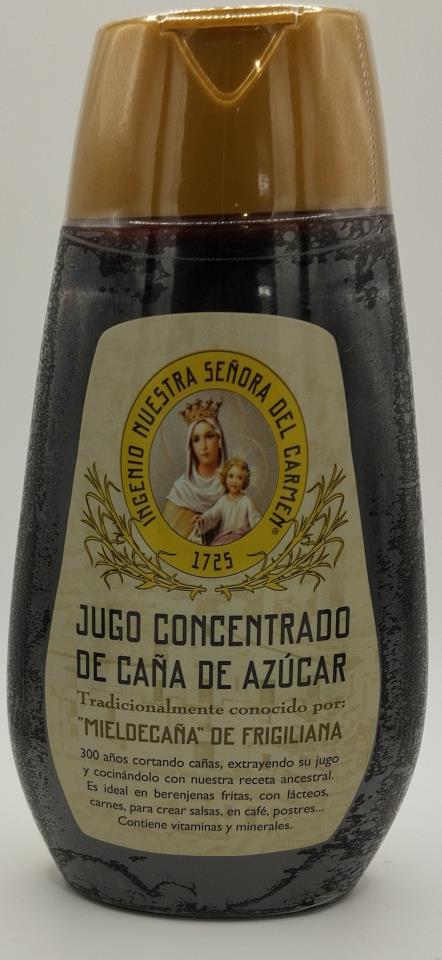 INGENIO NUESTRA SEÑORA DEL CARMEN®
1725
JUGO CONCENTRADO
DE CAÑA DE AZÚCAR
Tradicionalmente conocido por:
"MIELDECAÑA" DE FRIGILIANA
300 años cortando cañas, extrayendo su jugo
y cocinándolo con nuestra receta ancestral.
Es ideal en berenjenas fritas, con lácteos,
carnes, para crear salsas, en café, postres...
Contiene vitaminas y minerales.